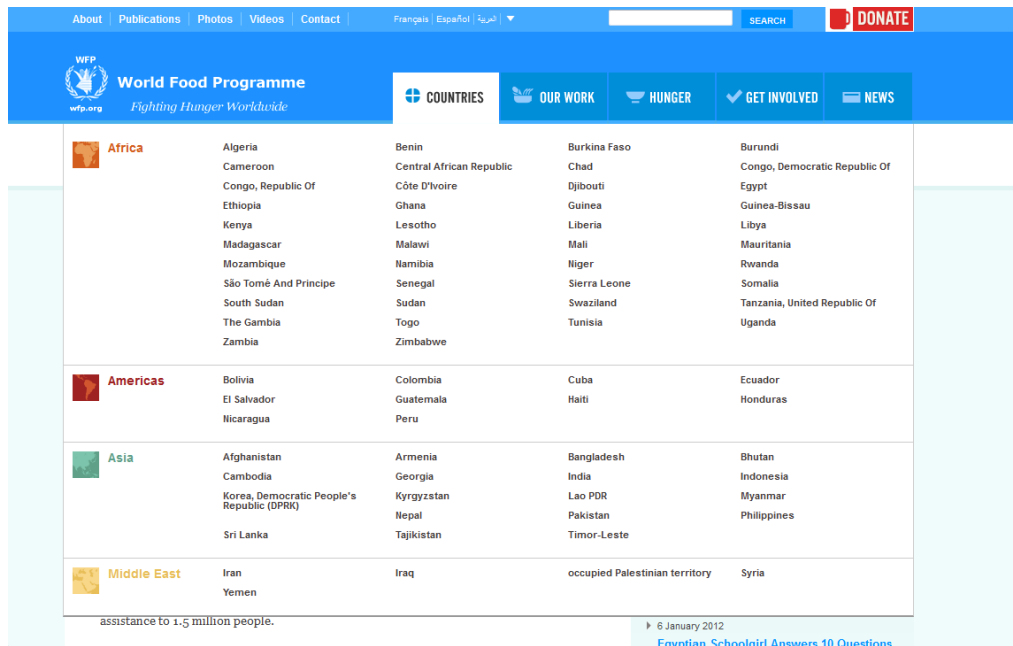 About Publications Photos Videos Contact Français Español العربية SEARCH DONATE
WFP
wfp.org
World Food Programme
Fighting Hunger Worldwide
COUNTRIES OUR WORK HUNGER GET INVOLVED NEWS
Africa Algeria Benin Burkina Faso Burundi
Cameroon Central African Republic Chad Congo, Democratic Republic Of
Congo, Republic Of Côte D'Ivoire Djibouti Egypt
Ethiopia Ghana Guinea Guinea-Bissau
Kenya Lesotho Liberia Libya
Madagascar Malawi Mali Mauritania
Mozambique Namibia Niger Rwanda
São Tomè And Principe Senegal Sierra Leone Somalia
South Sudan Sudan Swaziland Tanzania, United Republic Of
The Gambia Togo Tunisia Uganda
Zambia Zimbabwe
Americas Bolivia Colombia Cuba Ecuador
El Salvador Guatemala Haiti Honduras
Nicaragua Peru
Asia Afghanistan Armenia Bangladesh Bhutan
Cambodia Georgia India Indonesia
Korea, Democratic People's Republic (DPRK) Kyrgyzstan Lao PDR Myanmar
Nepal Pakistan Philippines
Sri Lanka Tajikistan Timor-Leste
Middle East Iran Iraq occupied Palestinian territory Syria
Yemen
assistance to 1.5 million people.
6 January 2012
Egyptian Schoolgirl Answers 10 Questions